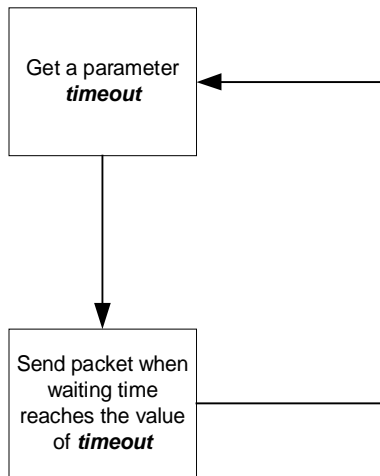 Get a parameter
timeout
Send packet when
waiting time
reaches the value
of timeout